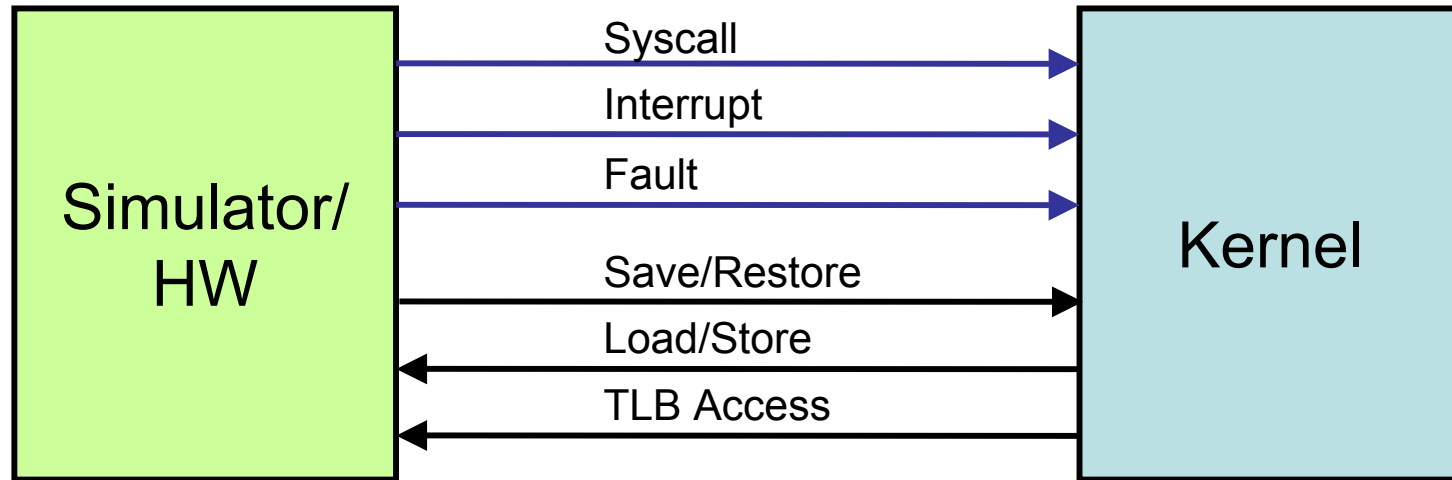 Simulator/
HW
Syscall
Interrupt
Fault
Save/Restore
Load/Store
TLB Access
Kernel